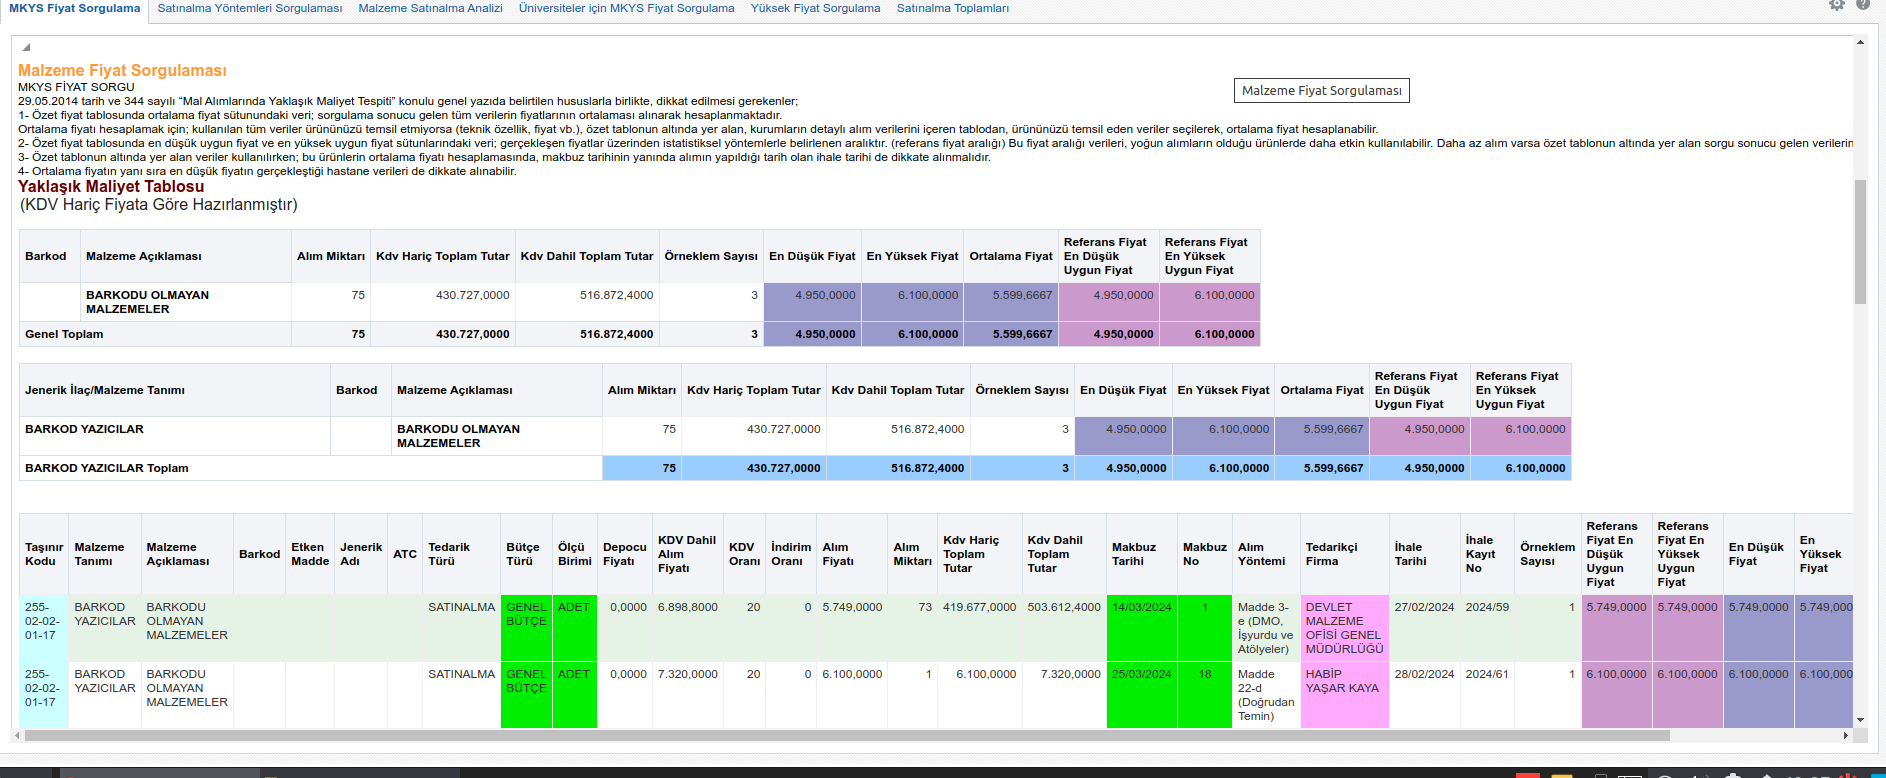 MKYS Fiyat Sorgulama Satınalma Yöntemleri Sorgulaması Malzeme Satınalma Analizi Üniversiteler için MKYS Fiyat Sorgulama Yüksek Fiyat Sorgulama Satınalma Toplamları
Malzeme Fiyat Sorgulaması
Malzeme Fiyat Sorgulaması
MKYS FİYAT SORGU
29.05.2014 tarih ve 344 sayılı “Mal Alımlarında Yaklaşık Maliyet Tespiti” konulu genel yazıda belirtilen hususlarla birlikte, dikkat edilmesi gerekenler;
1- Özet fiyat tablosunda ortalama fiyat sütunundaki veri; sorgulama sonucu gelen tüm verilerin fiyatlarının ortalaması alınarak hesaplanmaktadır.
Ortalama fiyatı hesaplamak için; kullanılan tüm veriler ürününüzü temsil etmiyorsa (teknik özellik, fiyat vb.), özet tablonun altında yer alan, kurumların detaylı alım verilerini içeren tablodan, ürününüzü temsil eden veriler seçilerek, ortalama fiyat hesaplanabilir.
2- Özet fiyat tablosunda en düşük uygun fiyat ve en yüksek uygun fiyat sütunlarındaki veri; gerçekleşen fiyatlar üzerinden istatistiksel yöntemlerle belirlenen aralıktır. (referans fiyat aralığı) Bu fiyat aralığı verileri, yoğun alımların olduğu ürünlerde daha etkin kullanılabilir. Daha az alım varsa özet tablonun altında yer alan sorgu sonucu gelen verilerin
3- Özet tablonun altında yer alan veriler kullanılırken; bu ürünlerin ortalama fiyatı hesaplamasında, makbuz tarihinin yanında alımın yapıldığı tarih olan ihale tarihi de dikkate alınmalıdır.
4- Ortalama fiyatın yanı sıra en düşük fiyatın gerçekleştiği hastane verileri de dikkate alınabilir.
Yaklaşık Maliyet Tablosu
(KDV Hariç Fiyata Göre Hazırlanmıştır)
Barkod Malzeme Açıklaması Alım Miktarı Kdv Hariç Toplam Tutar Kdv Dahil Toplam Tutar Örneklem Sayısı En Düşük Fiyat En Yüksek Fiyat Ortalama Fiyat Referans Fiyat En Düşük Uygun Fiyat Referans Fiyat En Yüksek Uygun Fiyat
BARKODU OLMAYAN MALZEMELER 75 430.727,0000 516.872,4000 3 4.950,0000 6.100,0000 5.599,6667 4.950,0000 6.100,0000
Genel Toplam 75 430.727,0000 516.872,4000 3 4.950,0000 6.100,0000 5.599,6667 4.950,0000 6.100,0000
Jenerik İlaç/Malzeme Tanımı Barkod Malzeme Açıklaması Alım Miktarı Kdv Hariç Toplam Tutar Kdv Dahil Toplam Tutar Örneklem Sayısı En Düşük Fiyat En Yüksek Fiyat Ortalama Fiyat Referans Fiyat En Düşük Uygun Fiyat Referans Fiyat En Yüksek Uygun Fiyat
BARKOD YAZICILAR BARKODU OLMAYAN MALZEMELER 75 430.727,0000 516.872,4000 3 4.950,0000 6.100,0000 5.599,6667 4.950,0000 6.100,0000
BARKOD YAZICILAR Toplam 75 430.727,0000 516.872,4000 3 4.950,0000 6.100,0000 5.599,6667 4.950,0000 6.100,0000
Taşınır Kodu Malzeme Tanımı Malzeme Açıklaması Barkod Etken Madde Jenerik Adı ATC Tedarik Türü Bütçe Türü Ölçü Birimi Depocu Fiyatı KDV Dahil Alım Fiyatı KDV Oranı İndirim Oranı Alım Fiyatı Alım Miktarı Kdv Hariç Toplam Tutar Kdv Dahil Toplam Tutar Makbuz Tarihi Makbuz No Alım Yöntemi Tedarikçi Firma İhale Tarihi İhale Kayıt No Örneklem Sayısı Referans Fiyat En Düşük Uygun Fiyat Referans Fiyat En Yüksek Uygun Fiyat En Düşük Fiyat En Yüksek Fiyat
255-02-02-01-17 BARKOD YAZICILAR BARKODU OLMAYAN MALZEMELER SATINALMA GENEL BÜTÇE ADET 0,0000 6.898,8000 20 0 5.749,0000 73 419.677,0000 503.612,4000 14/03/2024 1 Madde 3-e (DMO, İşyurdu ve Atölyeler) DEVLET MALZEME OFİSİ GENEL MÜDÜRLÜĞÜ 27/02/2024 2024/59 1 5.749,0000 5.749,0000 5.749,0000 5.749,000
255-02-02-01-17 BARKOD YAZICILAR BARKODU OLMAYAN MALZEMELER SATINALMA GENEL BÜTÇE ADET 0,0000 7.320,0000 20 0 6.100,0000 1 6.100,0000 7.320,0000 25/03/2024 18 Madde 22-d (Doğrudan Temin) HABİP YAŞAR KAYA 28/02/2024 2024/61 1 6.100,0000 6.100,0000 6.100,0000 6.100,000